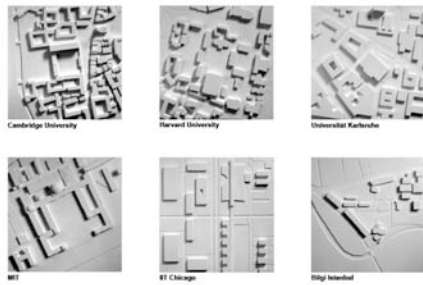 Cambridge University
Harvard University
Universität Karlsruhe
MIT
IIT Chicago
Bilgi Istanbul